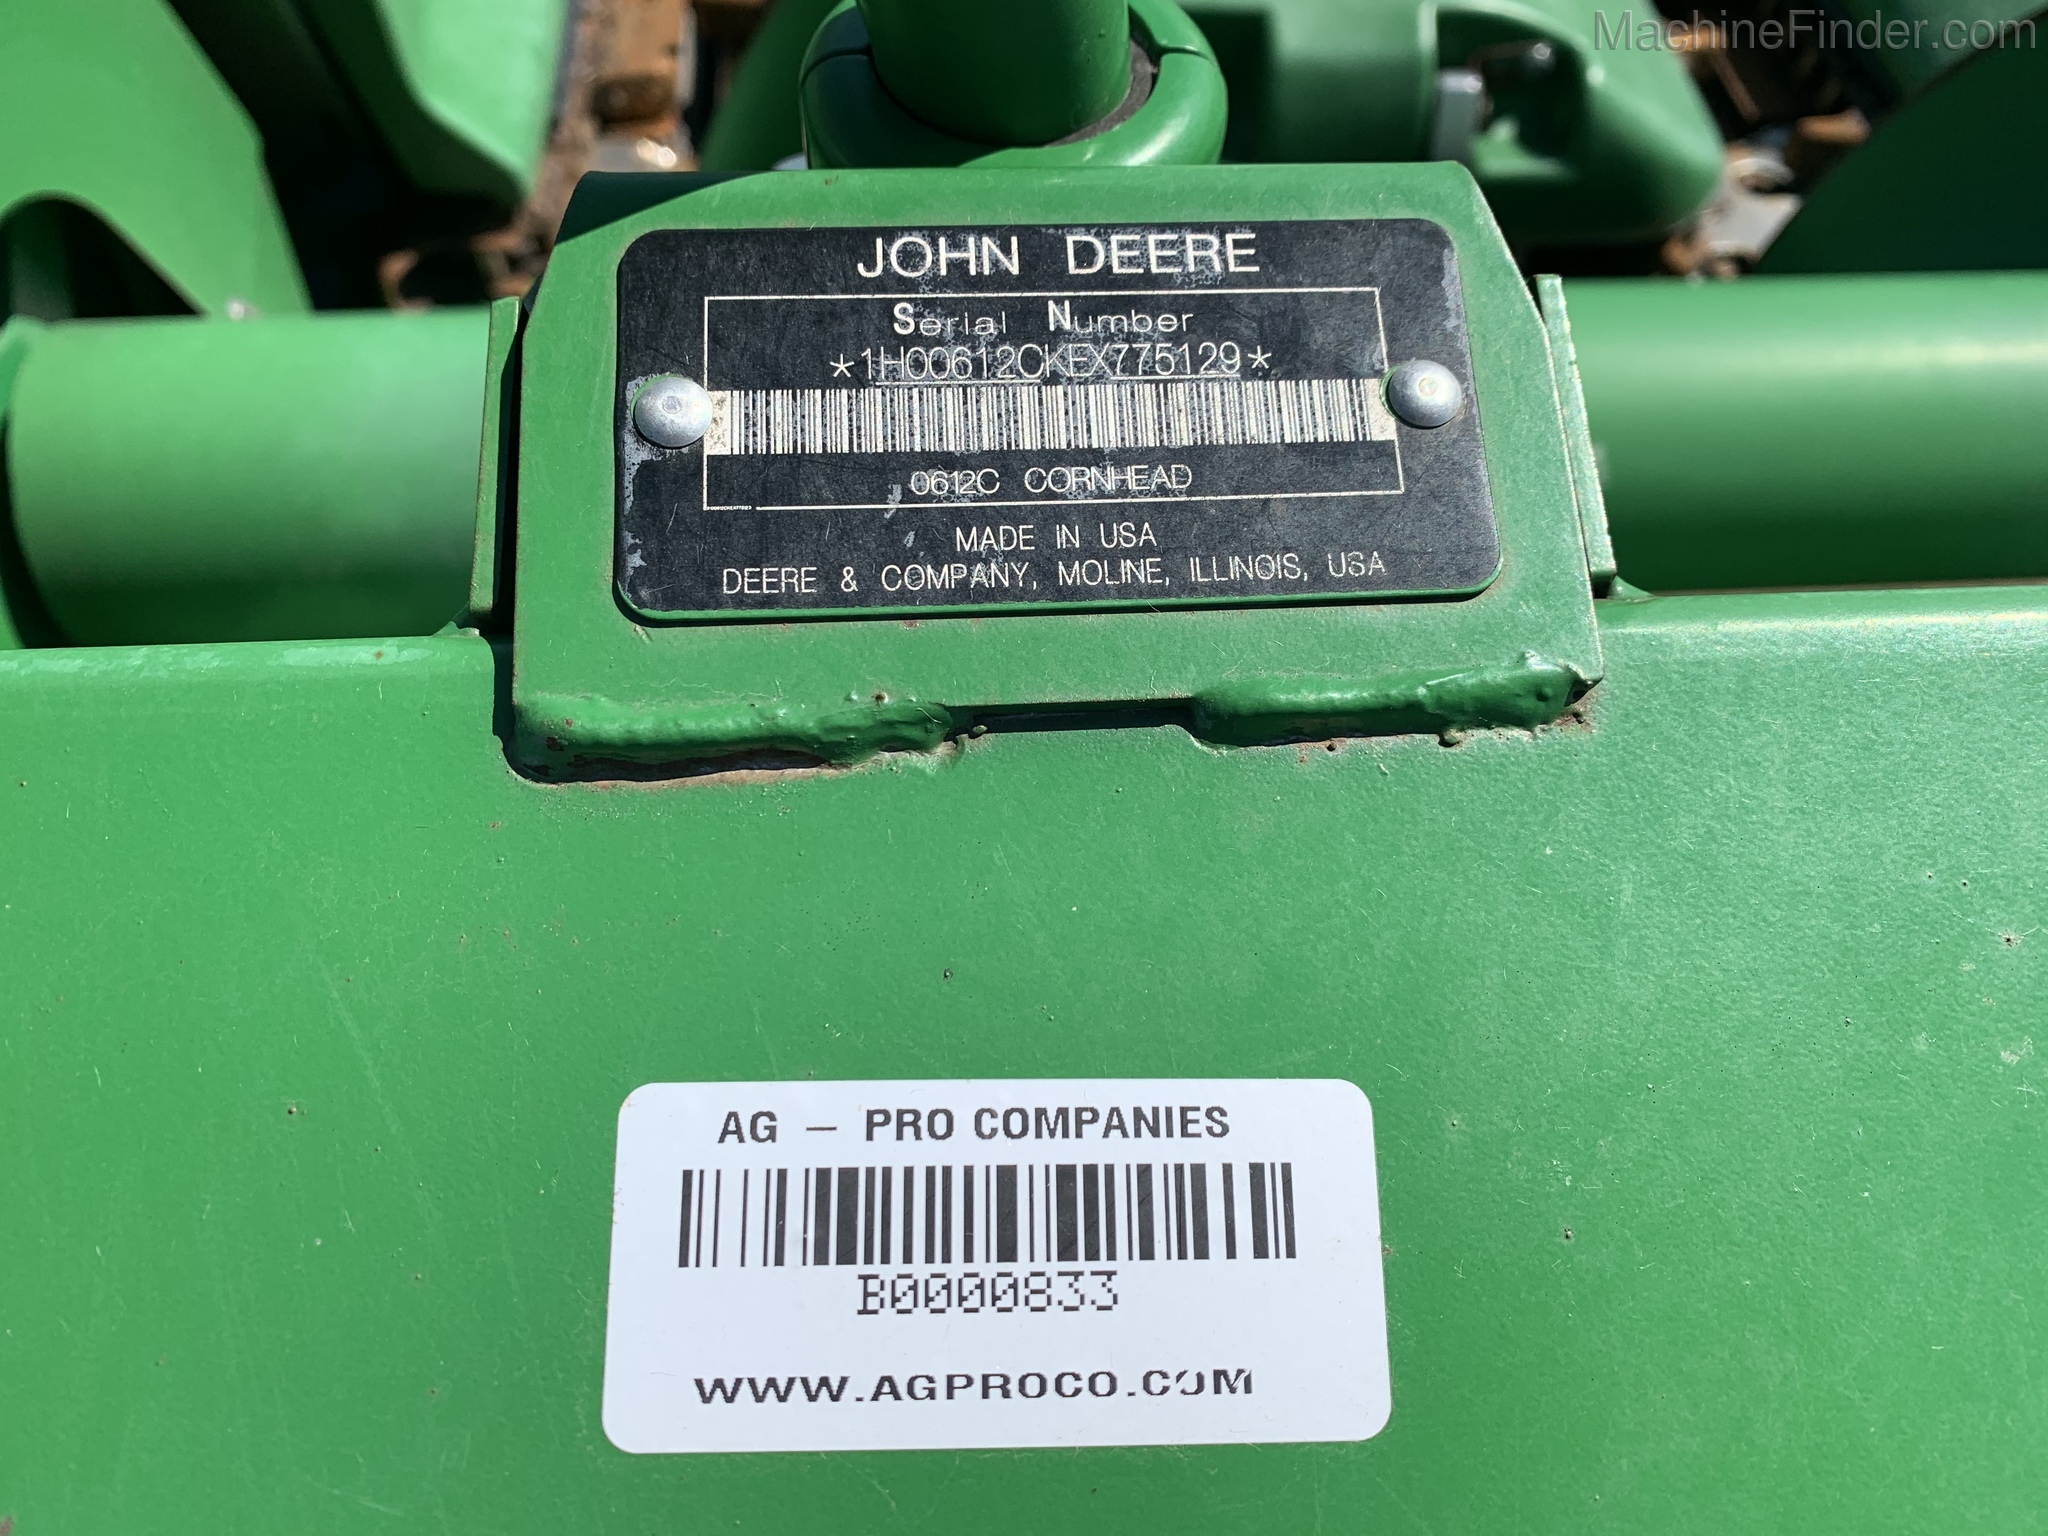 MachineFinder.com
JOHN DEERE
Serial Number
*1H00612CKEX775129*
0612C CORNHEAD
MADE IN USA
DEERE & COMPANY, MOLINE, ILLINOIS, USA
AG – PRO COMPANIES
B0000833
WWW.AGPROCO.COM